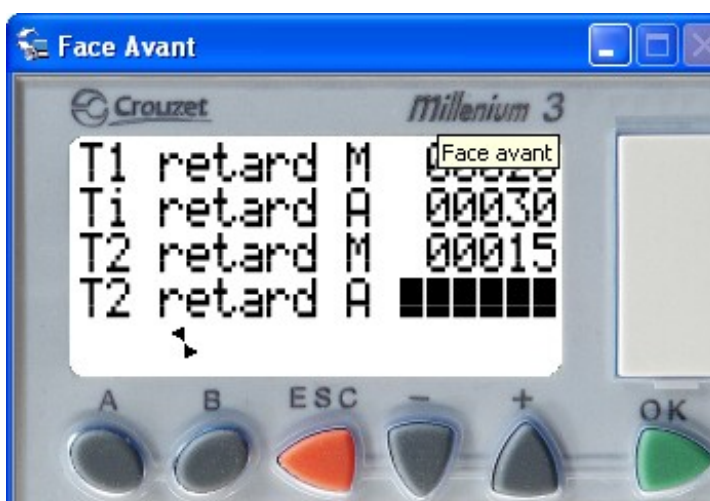 Face Avant
Crouzet
Millenium 3
T1 retard M
Face avant
Ti retard A 00030
T2 retard M 00015
T2 retard A
A B ESC - + OK